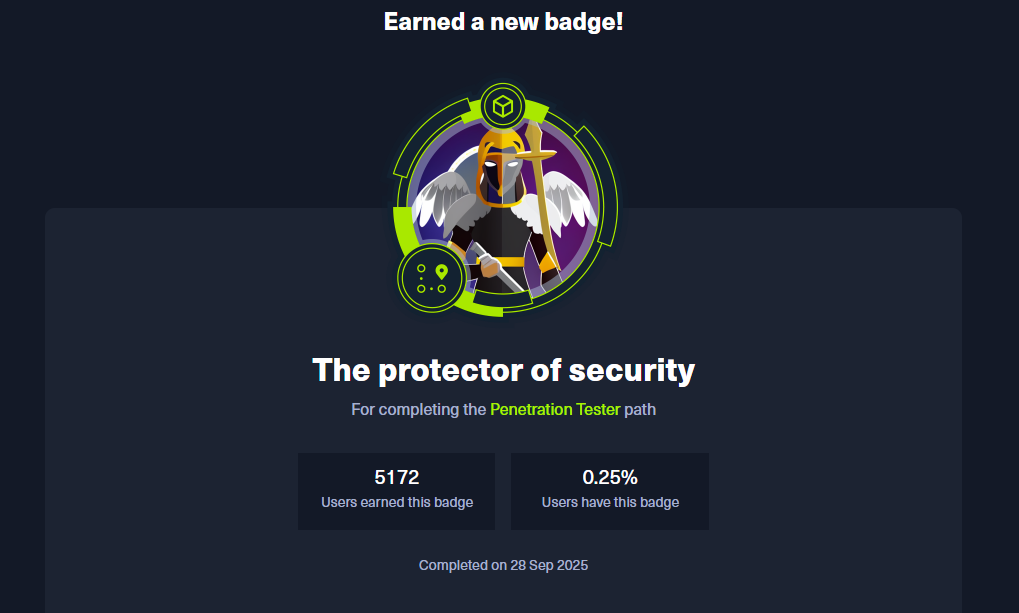 Earned a new badge!
The protector of security
For completing the Penetration Tester path
5172
Users earned this badge
0.25%
Users have this badge
Completed on 28 Sep 2025